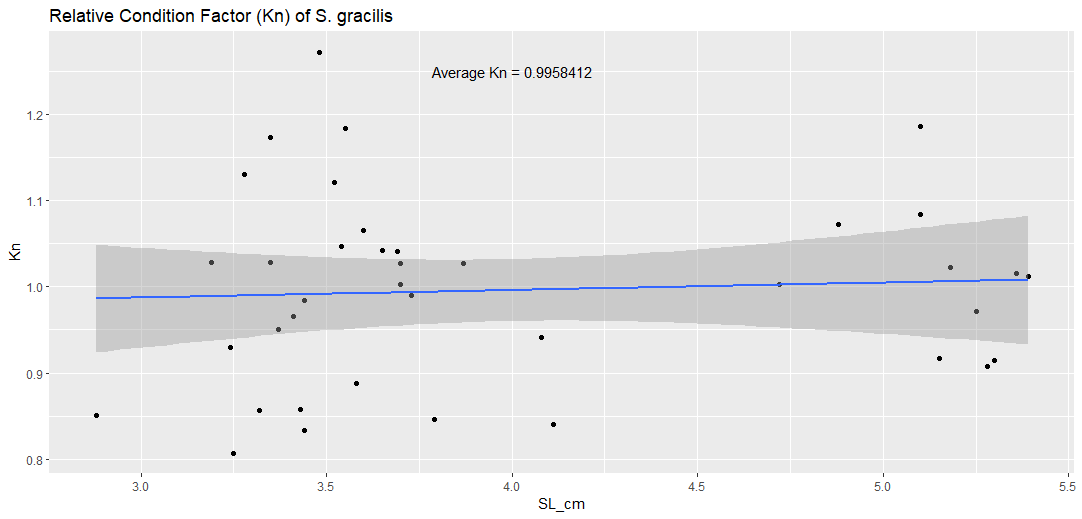 Relative Condition Factor (Kn) of S. gracilis
Average Kn = 0.9958412
1.2
1.1
1.0
0.9
0.8
Kn
3.0 3.5 4.0 4.5 5.0 5.5
SL_cm